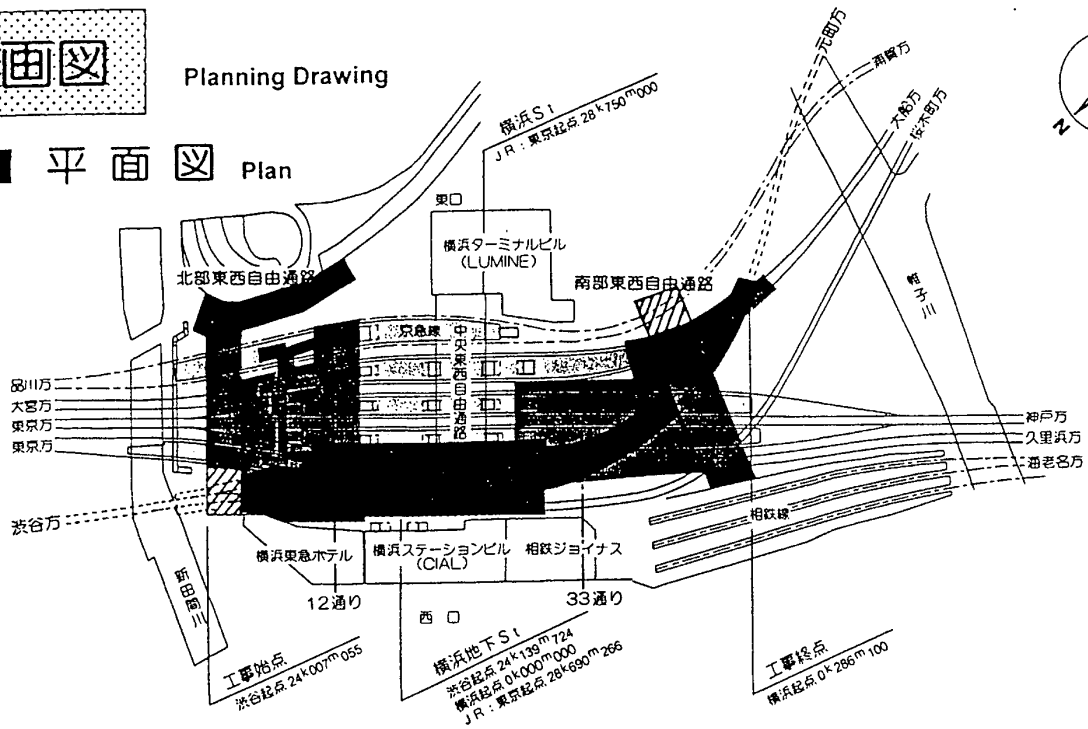 画図
Planning Drawing
平面図 Plan
元町方
浦賀方
大船方
桜木町方
N
横浜St
JR：東京起点 28k750m000
東口
横浜ターミナルビル
(LUMINE)
北部東西自由通路
南部東西自由通路
京急線
中央東西自由通路
帷子川
品川方
大宮方
東京方
東京方
渋谷方
神戸方
久里浜方
海老名方
相鉄線
横浜東急ホテル
横浜ステーションビル
(CIAL)
相鉄ジョイナス
新田間川
12通り
西口
33通り
工事始点
渋谷起点 24k007m055
横浜地下St
渋谷起点 24k139m724
横浜起点 0k000m000
JR：東京起点 28k690m266
工事終点
横浜起点 0k286m100